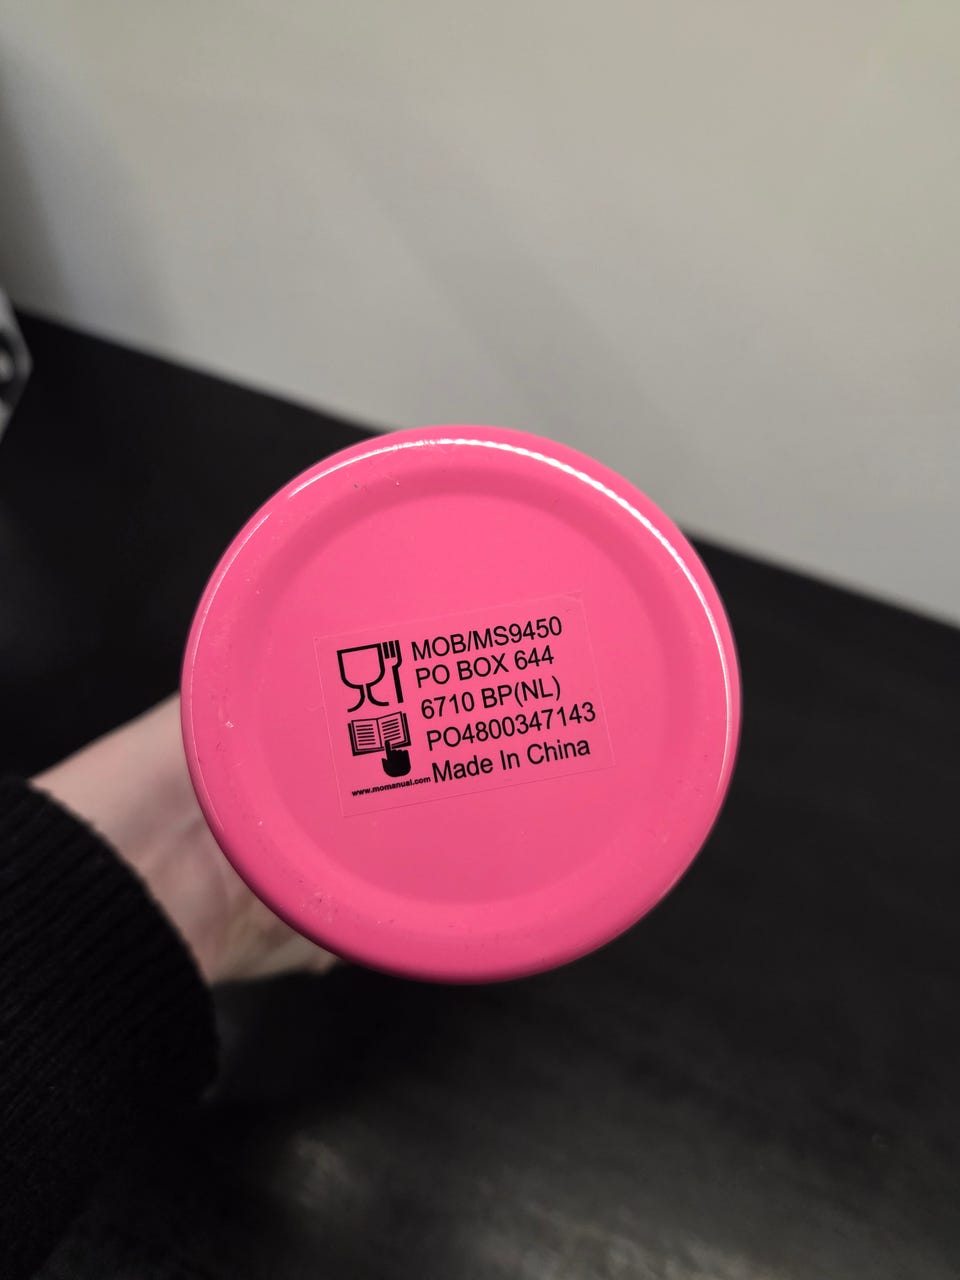 MOB/MS9450
PO BOX 644
6710 BP(NL)
PO4800347143
Made In China
www.momanual.com